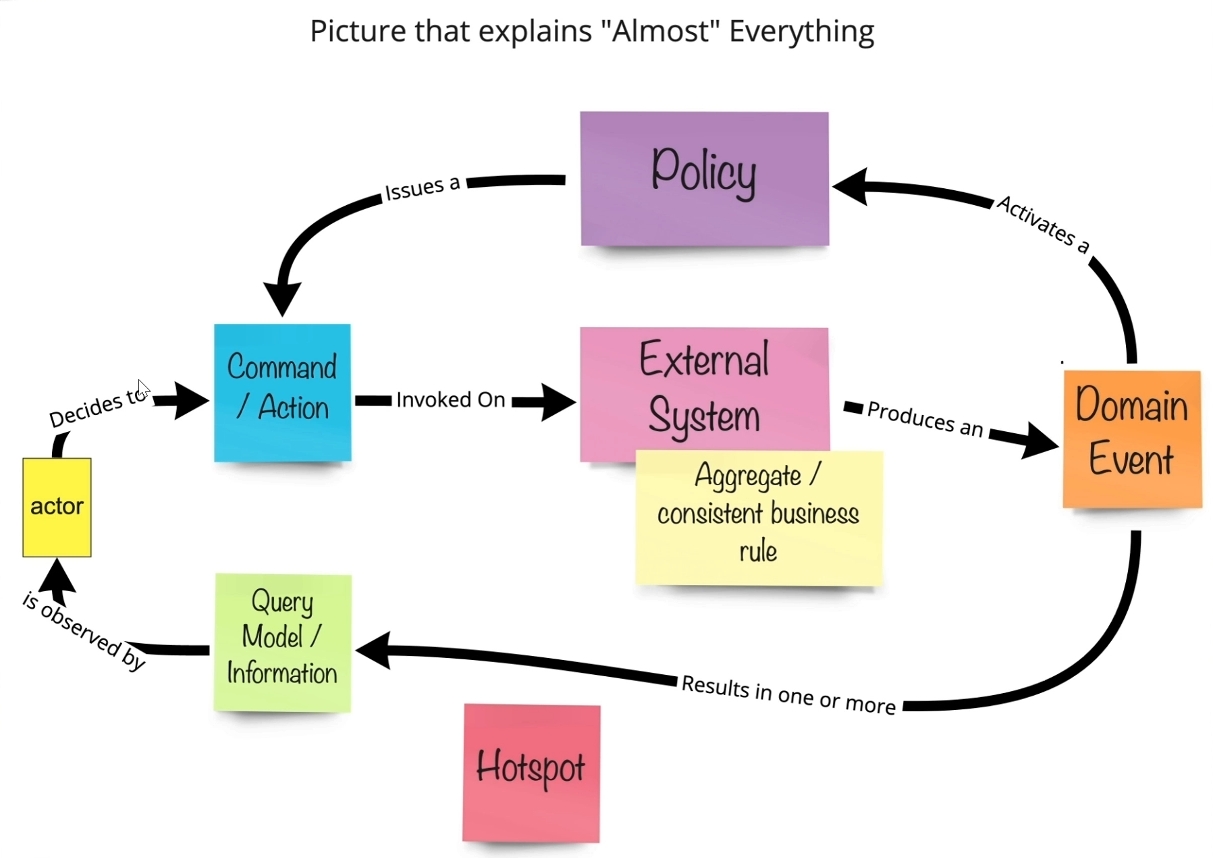 Picture that explains "Almost" Everything
Policy
Issues a
Activates a
Command
/ Action
External
System
Domain
Event
Decides to
Invoked On
Produces an
Aggregate /
consistent business
rule
actor
Query
Model /
Information
is observed by
Results in one or more
Hotspot